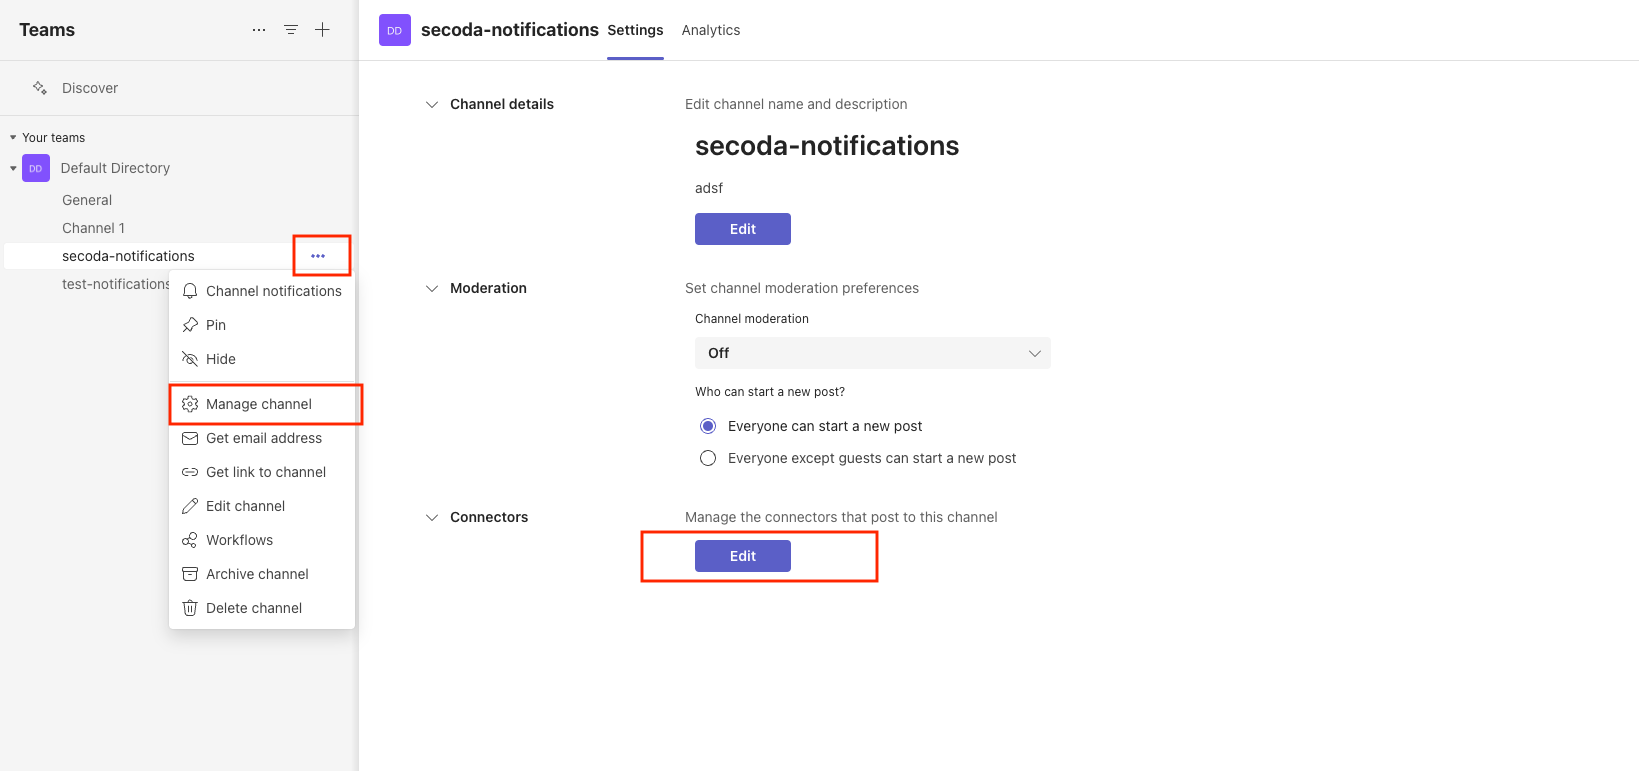 Teams
Discover
Your teams
DD
Default Directory
General
Channel 1
secoda-notifications
test-notifications
Channel notifications
Pin
Hide
Manage channel
Get email address
Get link to channel
Edit channel
Workflows
Archive channel
Delete channel
DD
secoda-notifications
Settings
Analytics
Channel details
Edit channel name and description
secoda-notifications
adsf
Edit
Moderation
Set channel moderation preferences
Channel moderation
Off
Who can start a new post?
Everyone can start a new post
Everyone except guests can start a new post
Connectors
Manage the connectors that post to this channel
Edit